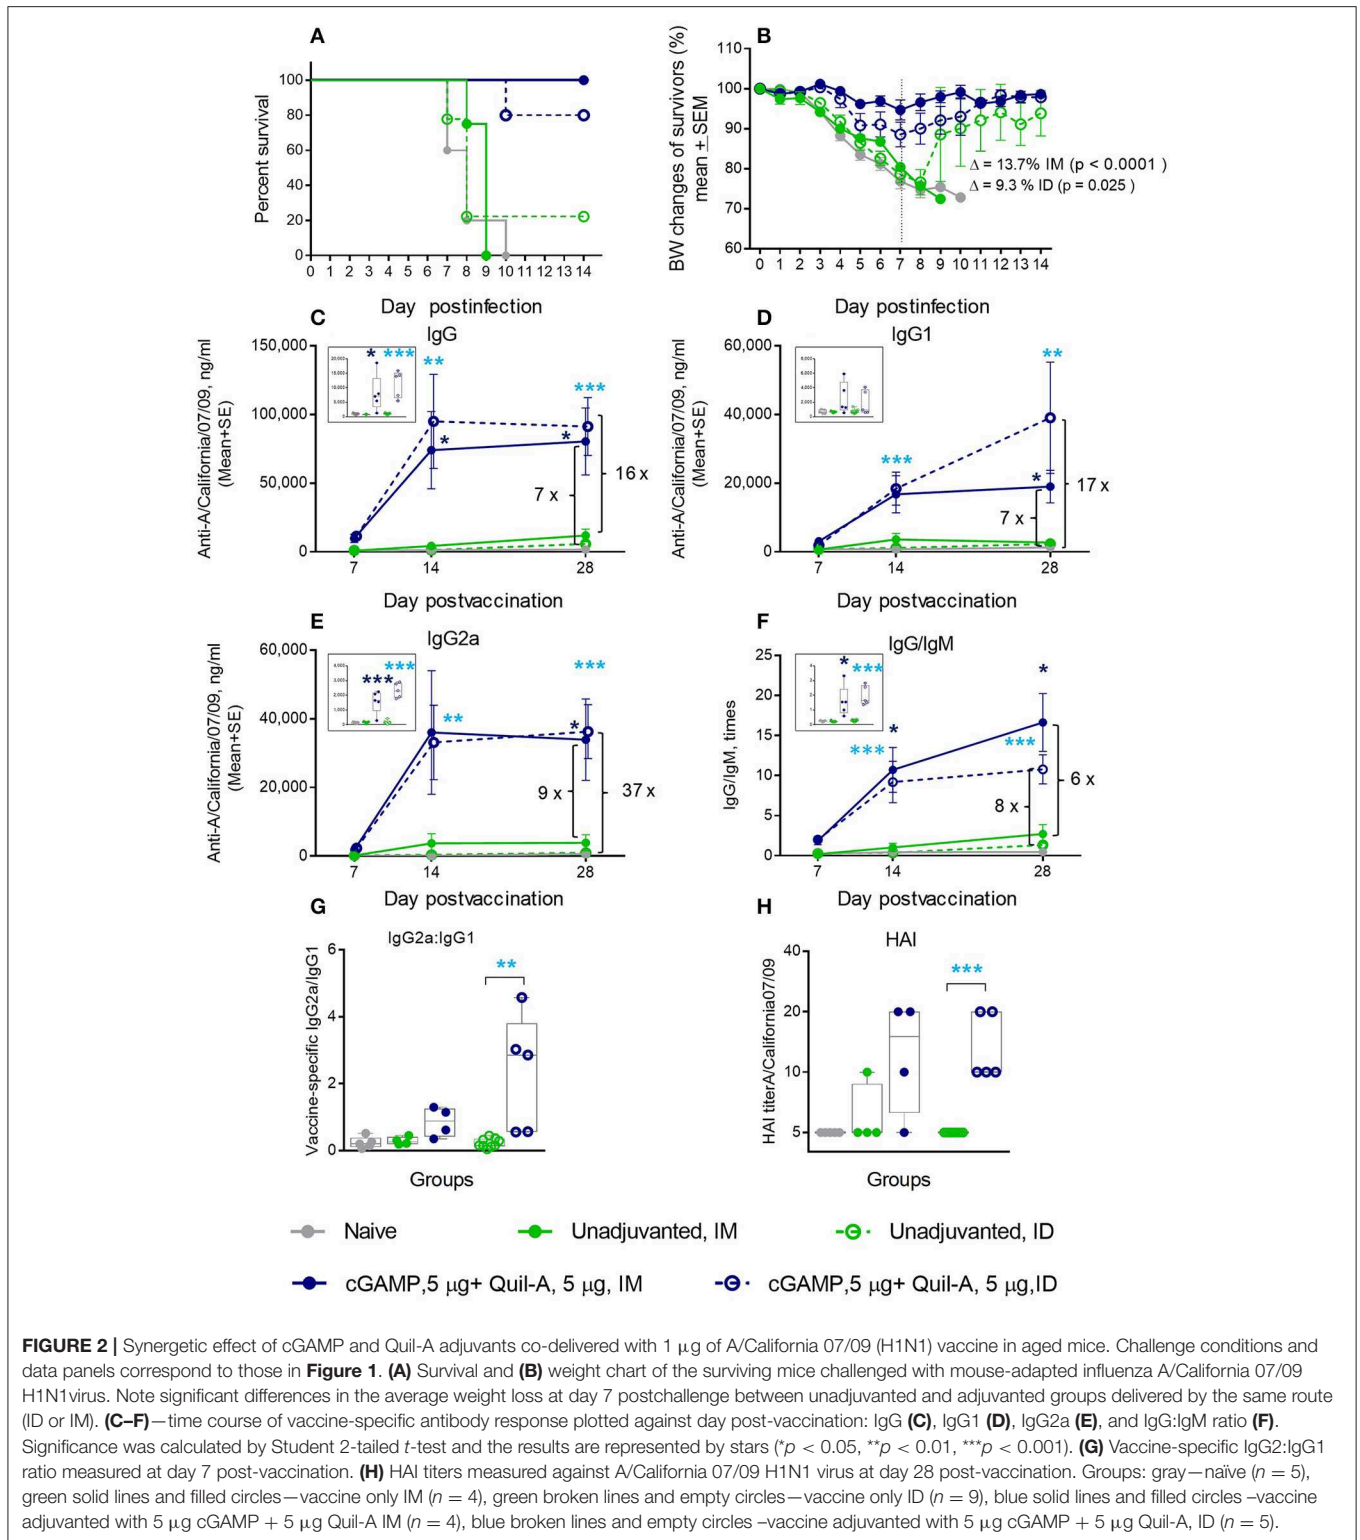 A
Percent survival
100
80
60
40
20
0
0 1 2 3 4 5 6 7 8 9 10 11 12 13 14
Day postinfection
B
BW changes of survivors (%)
mean ± SEM
110
100
90
80
70
60
Δ = 13.7% IM (p < 0.0001 )
Δ = 9.3 % ID (p = 0.025 )
0 1 2 3 4 5 6 7 8 9 10 11 12 13 14
Day postinfection
C
IgG
Anti-A/California/07/09, ng/ml
(Mean+SE)
150,000
100,000
50,000
0
* ***
**
***
*
*
7 x
16 x
7 14 28
Day postvaccination
D
IgG1
Anti-A/California/07/09, ng/ml
(Mean+SE)
60,000
40,000
20,000
0
***
**
*
7 x
17 x
7 14 28
Day postvaccination
E
IgG2a
Anti-A/California/07/09, ng/ml
(Mean+SE)
60,000
40,000
20,000
0
*** ***
**
***
*
9 x
37 x
7 14 28
Day postvaccination
F
IgG/IgM
IgG/IgM, times
25
20
15
10
5
0
* ***
*
***
*
***
8 x
6 x
7 14 28
Day postvaccination
G
IgG2a:IgG1
Vaccine-specific IgG2a/IgG1
6
4
2
0
**
Groups
H
HAI
HAI titerA/California07/09
40
20
10
5
***
Groups
Naive
Unadjuvanted, IM
Unadjuvanted, ID
cGAMP,5 μg+ Quil-A, 5 μg, IM
cGAMP,5 μg+ Quil-A, 5 μg,ID
FIGURE 2 | Synergetic effect of cGAMP and Quil-A adjuvants co-delivered with 1 μg of A/California 07/09 (H1N1) vaccine in aged mice. Challenge conditions and
data panels correspond to those in Figure 1. (A) Survival and (B) weight chart of the surviving mice challenged with mouse-adapted influenza A/California 07/09
H1N1virus. Note significant differences in the average weight loss at day 7 postchallenge between unadjuvanted and adjuvanted groups delivered by the same route
(ID or IM). (C–F)—time course of vaccine-specific antibody response plotted against day post-vaccination: IgG (C), IgG1 (D), IgG2a (E), and IgG:IgM ratio (F).
Significance was calculated by Student 2-tailed t-test and the results are represented by stars (*p < 0.05, **p < 0.01, ***p < 0.001). (G) Vaccine-specific IgG2:IgG1
ratio measured at day 7 post-vaccination. (H) HAI titers measured against A/California 07/09 H1N1 virus at day 28 post-vaccination. Groups: gray—naïve (n = 5),
green solid lines and filled circles—vaccine only IM (n = 4), green broken lines and empty circles—vaccine only ID (n = 9), blue solid lines and filled circles –vaccine
adjuvanted with 5 μg cGAMP + 5 μg Quil-A IM (n = 4), blue broken lines and empty circles –vaccine adjuvanted with 5 μg cGAMP + 5 μg Quil-A, ID (n = 5).